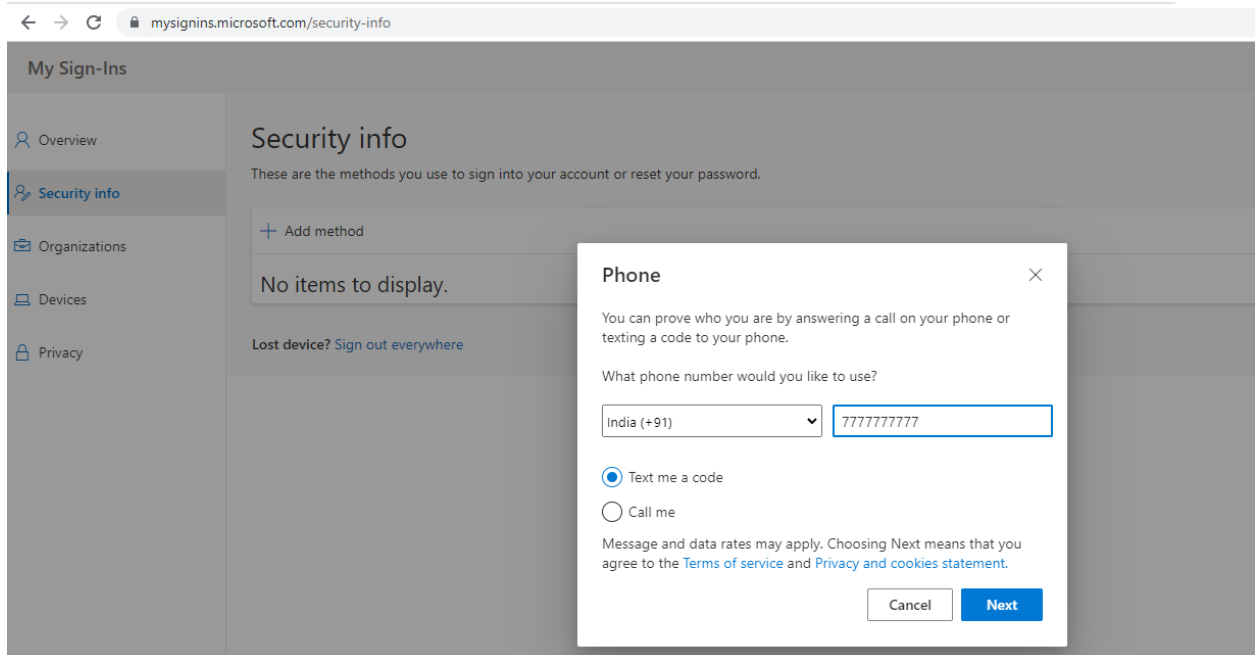 mysignins.microsoft.com/security-info
My Sign-Ins
Overview
Security info
Organizations
Devices
Privacy
Security info
These are the methods you use to sign into your account or reset your password.
Add method
No items to display.
Lost device? Sign out everywhere
Phone
You can prove who you are by answering a call on your phone or
texting a code to your phone.
What phone number would you like to use?
India (+91) 7777777777
Text me a code
Call me
Message and data rates may apply. Choosing Next means that you
agree to the Terms of service and Privacy and cookies statement.
Cancel Next